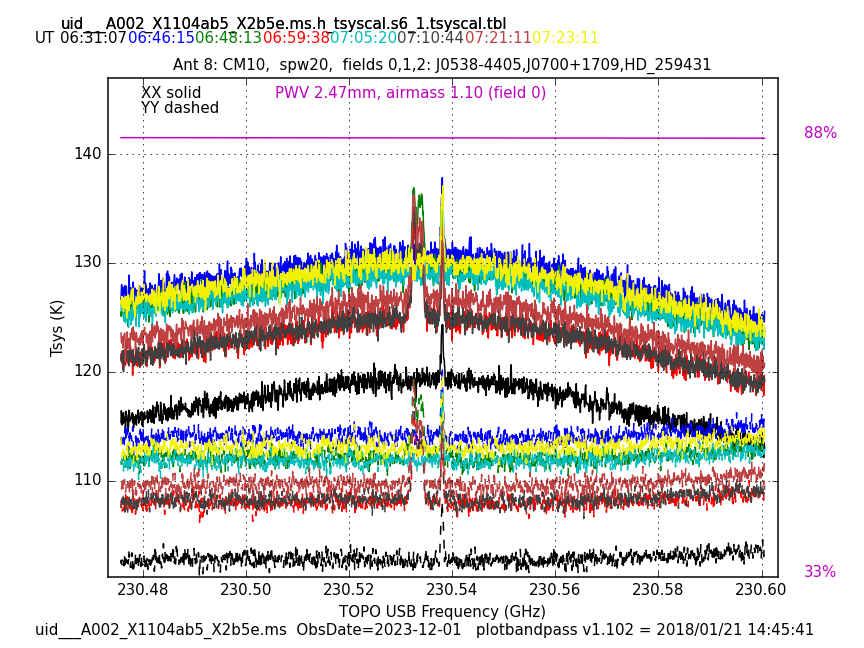 uid___A002_X1104ab5_X2b5e.ms.h_tsyscal.s6_1.tsyscal.tbl
UT 06:31:07 06:46:15 06:48:13 06:59:38 07:05:20 07:10:44 07:21:11 07:23:11
Ant 8: CM10,  spw20,  fields 0,1,2: J0538-4405,J0700+1709,HD_259431
XX solid
PWV 2.47mm, airmass 1.10 (field 0)
YY dashed
88%
140
130
120
110
Tsys (K)
33%
230.48 230.50 230.52 230.54 230.56 230.58 230.60
TOPO USB Frequency (GHz)
uid___A002_X1104ab5_X2b5e.ms  ObsDate=2023-12-01   plotbandpass v1.102 = 2018/01/21 14:45:41